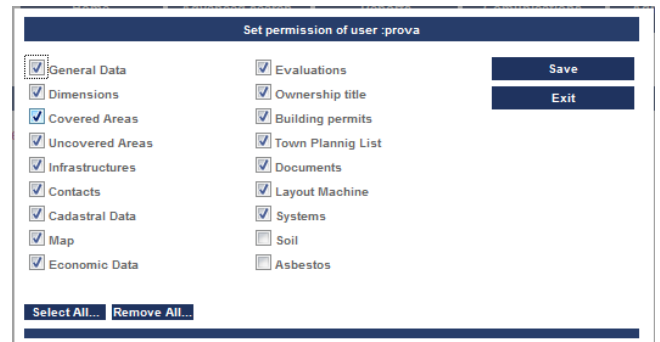 Set permission of user :prova
General Data
Evaluations
Save
Dimensions
Ownership title
Exit
Covered Areas
Building permits
Uncovered Areas
Town Plannig List
Infrastructures
Documents
Contacts
Layout Machine
Cadastral Data
Systems
Map
Soil
Economic Data
Asbestos
Select All... Remove All...